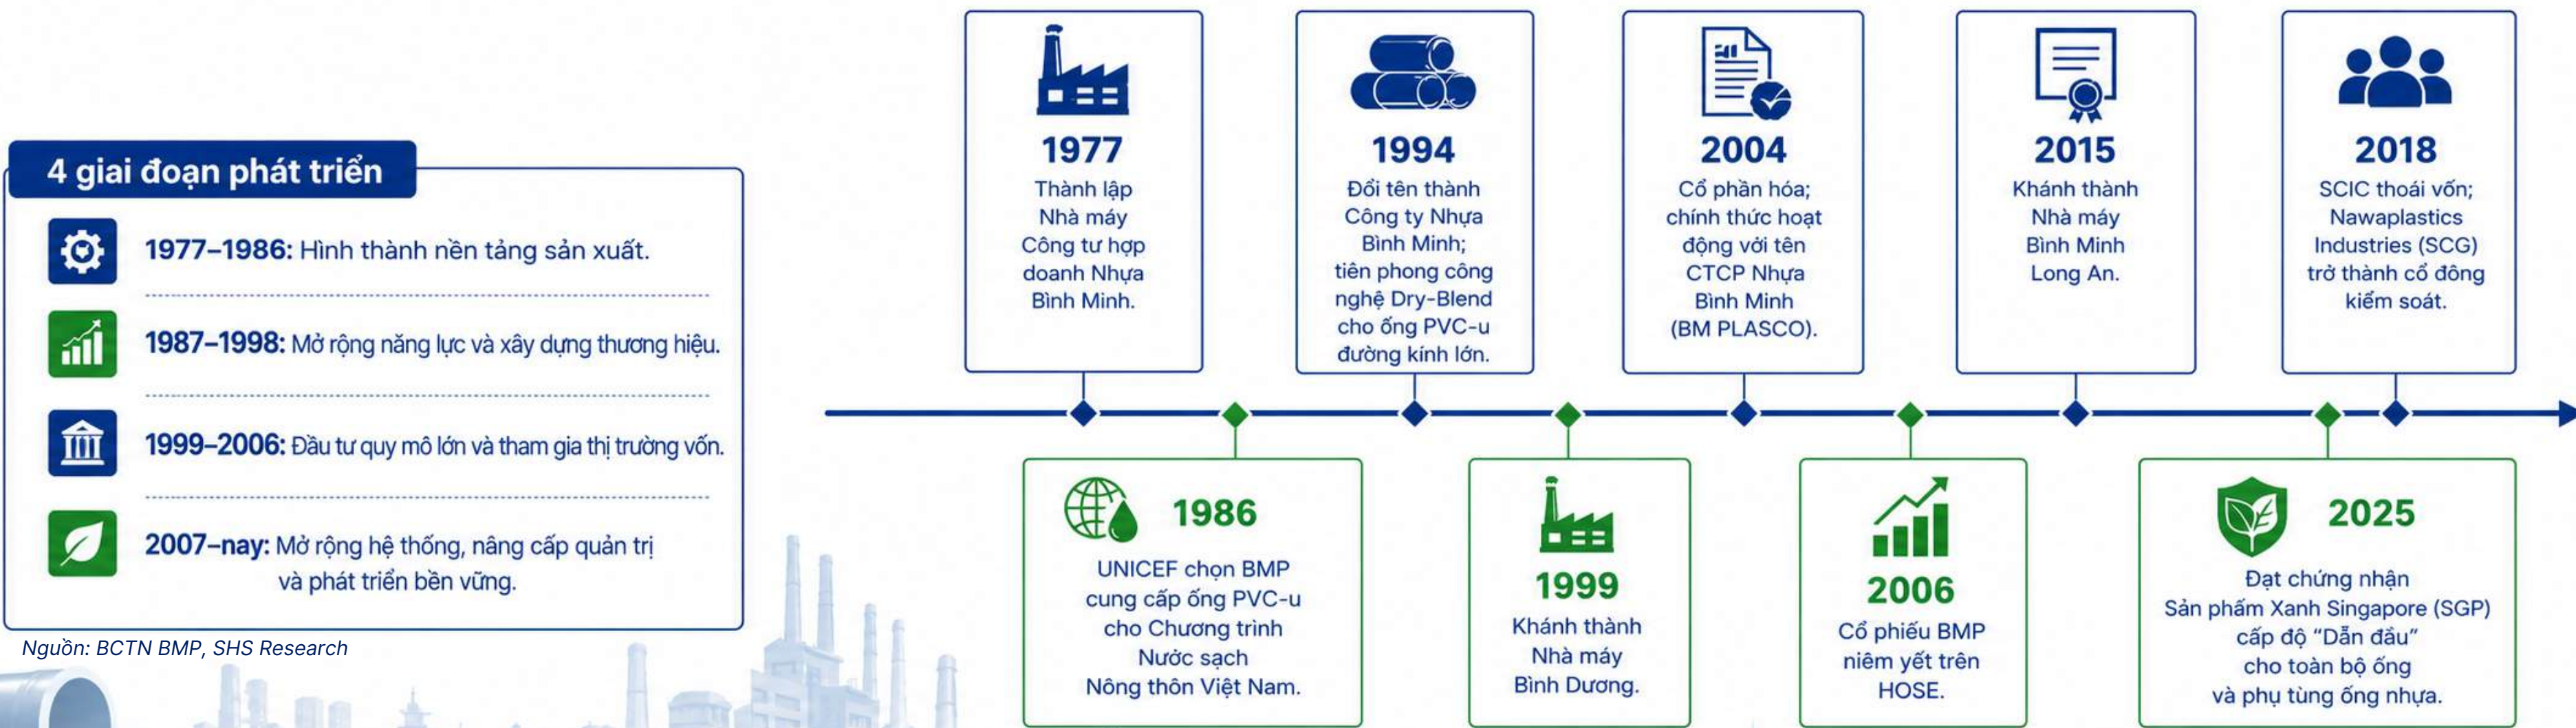 4 giai đoạn phát triển
1977–1986: Hình thành nền tảng sản xuất.
1987–1998: Mở rộng năng lực và xây dựng thương hiệu.
1999–2006: Đầu tư quy mô lớn và tham gia thị trường vốn.
2007–nay: Mở rộng hệ thống, nâng cấp quản trị
và phát triển bền vững.
Nguồn: BCTN BMP, SHS Research
1977
Thành lập
Nhà máy
Công tư hợp
doanh Nhựa
Bình Minh.
1986
UNICEF chọn BMP
cung cấp ống PVC-u
cho Chương trình
Nước sạch
Nông thôn Việt Nam.
1994
Đổi tên thành
Công ty Nhựa
Bình Minh;
tiên phong công
nghệ Dry-Blend
cho ống PVC-u
đường kính lớn.
1999
Khánh thành
Nhà máy
Bình Dương.
2004
Cổ phần hóa;
chính thức hoạt
động với tên
CTCP Nhựa
Bình Minh
(BM PLASCO).
2006
Cổ phiếu BMP
niêm yết trên
HOSE.
2015
Khánh thành
Nhà máy
Bình Minh
Long An.
2018
SCIC thoái vốn;
Nawaplastics
Industries (SCG)
trở thành cổ đông
kiểm soát.
2025
Đạt chứng nhận
Sản phẩm Xanh Singapore (SGP)
cấp độ “Dẫn đầu”
cho toàn bộ ống
và phụ tùng ống nhựa.